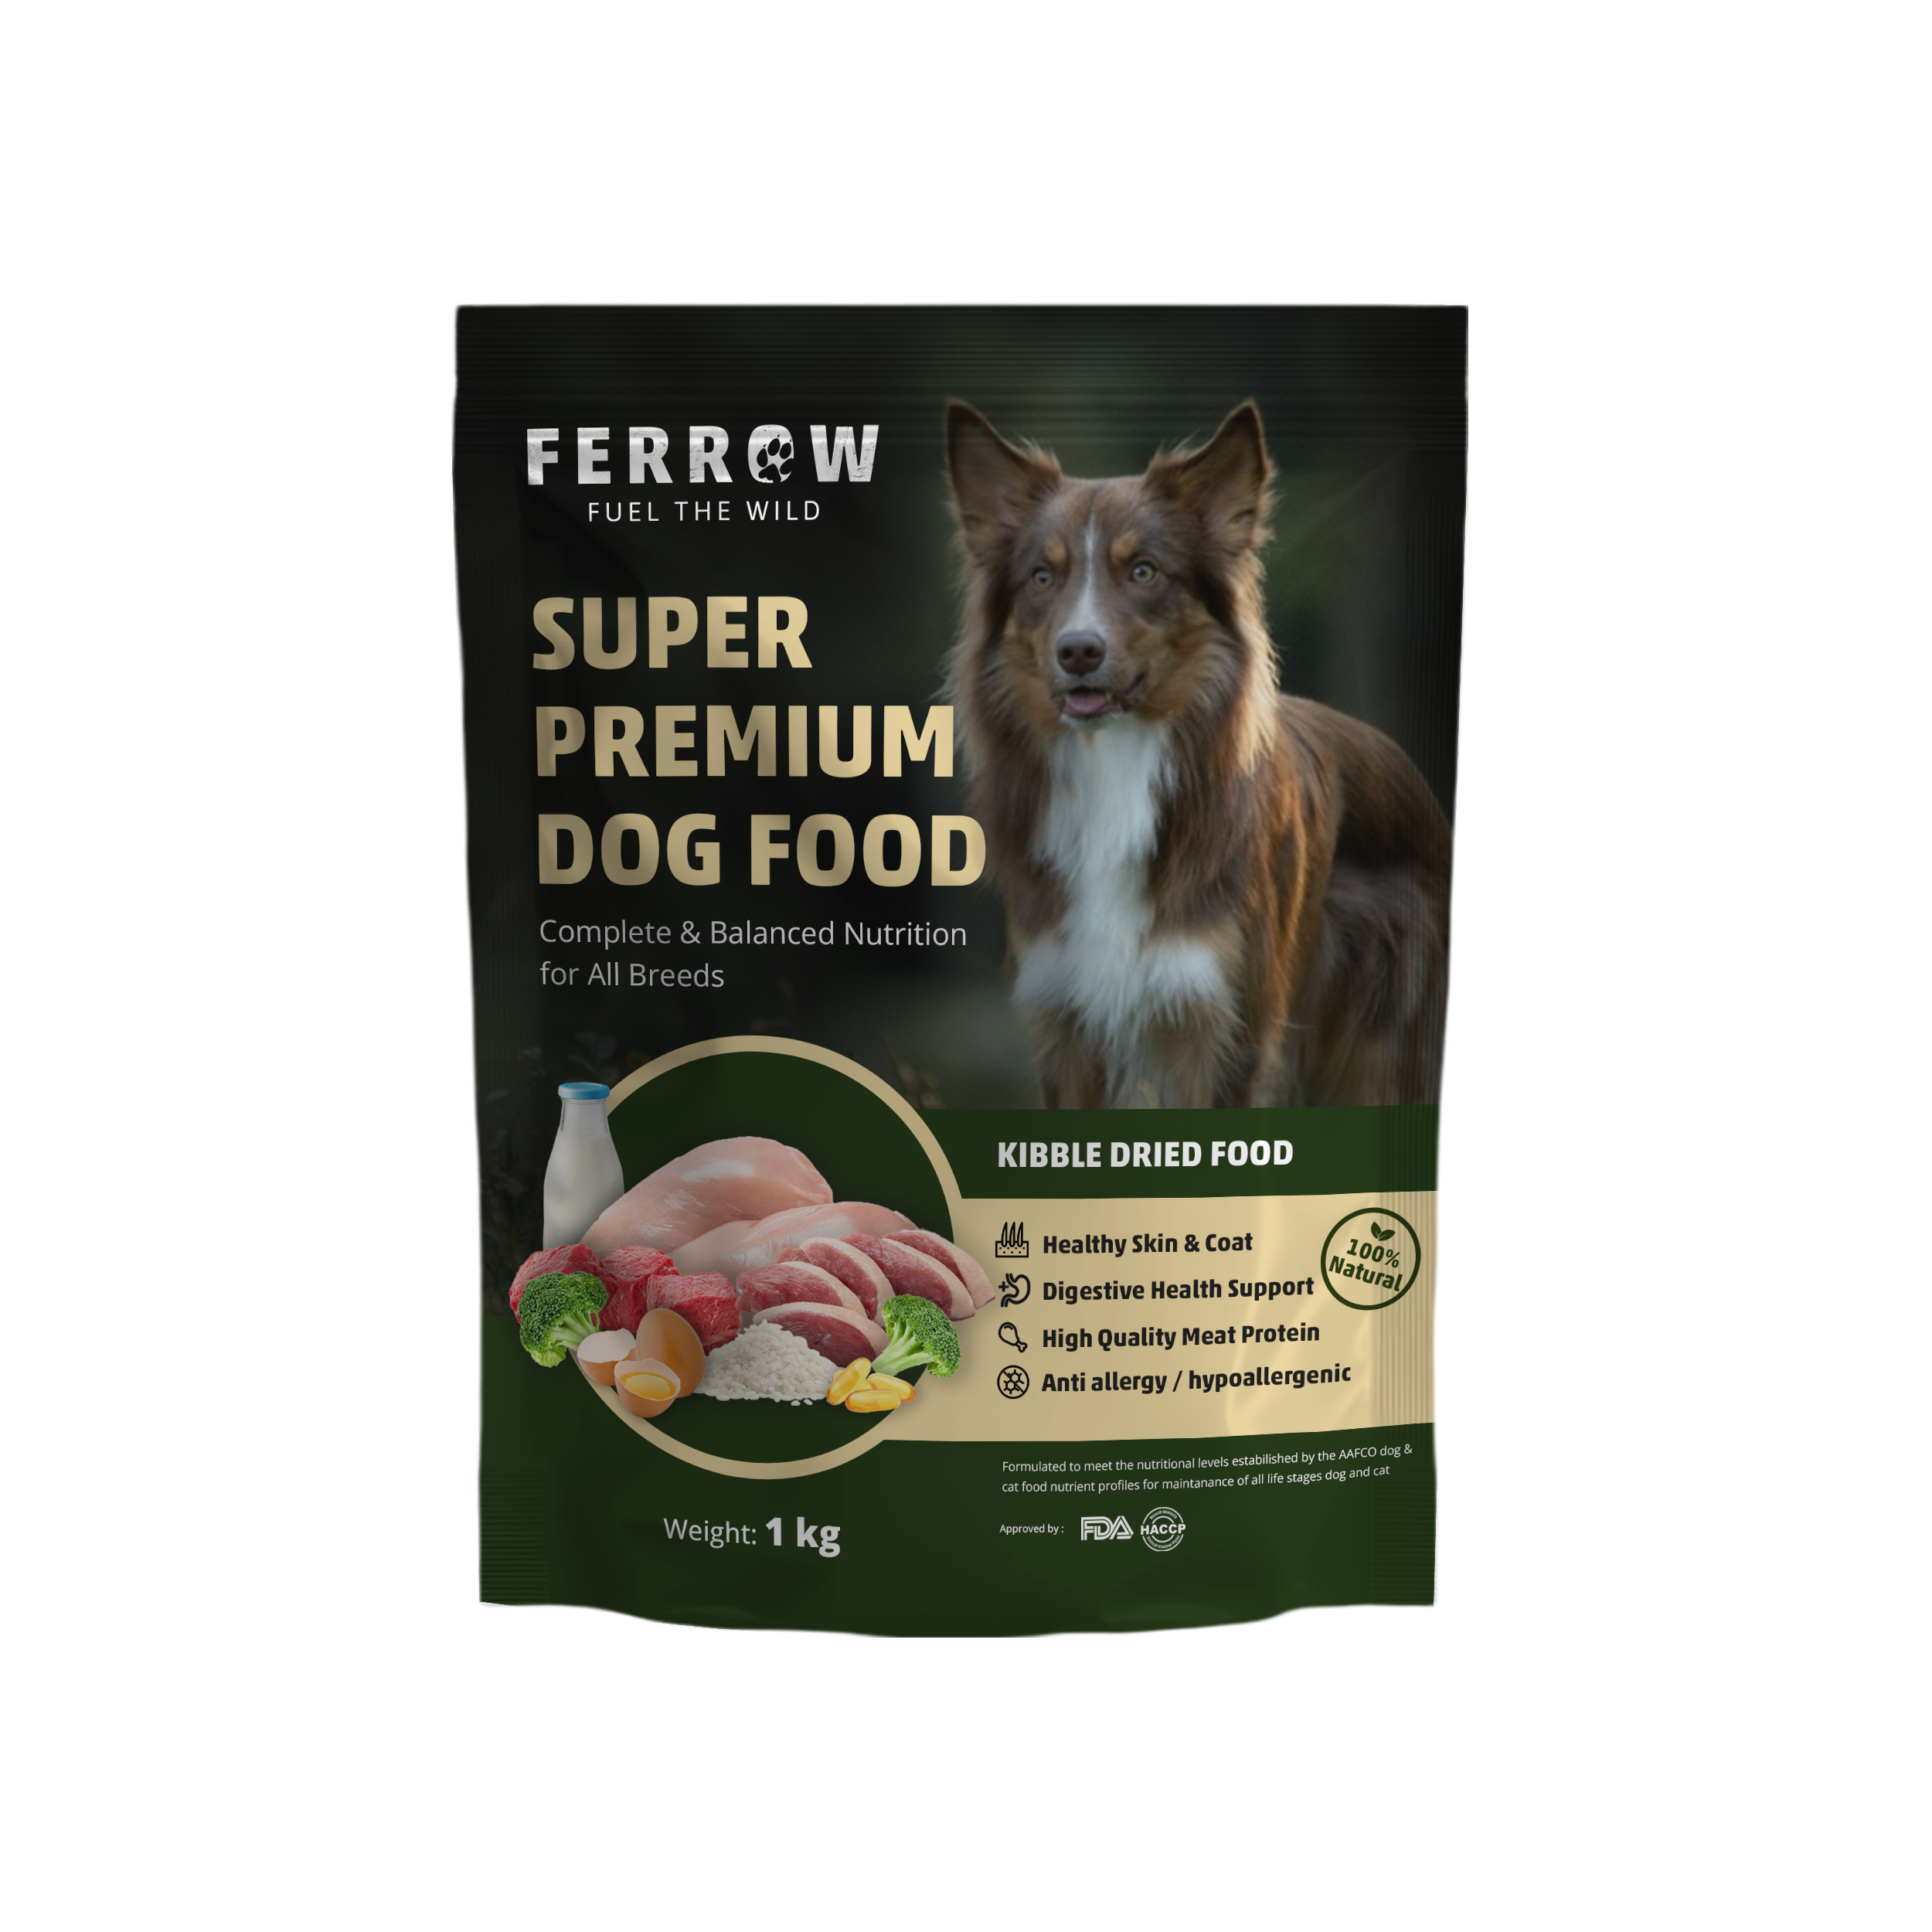 FERROW
FUEL THE WILD
SUPER
PREMIUM
DOG FOOD
Complete & Balanced Nutrition
for All Breeds
KIBBLE DRIED FOOD
Healthy Skin & Coat
Digestive Health Support
High Quality Meat Protein
Anti allergy / hypoallergenic
100%
Natural
Formulated to meet the nutritional levels estabilished by the AAFCO dog &
cat food nutrient profiles for maintanance of all life stages dog and cat
Approved by :
FDA
HACCP
Weight: 1 kg